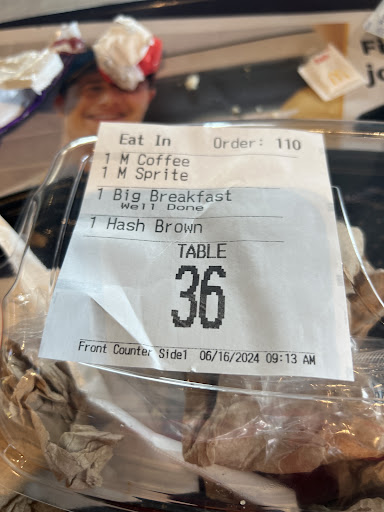 Eat In Order: 110
1 M Coffee
1 M Sprite
1 Big Breakfast
Well Done
1 Hash Brown
TABLE
36
Front Counter Side1 06/16/2024 09:13 AM